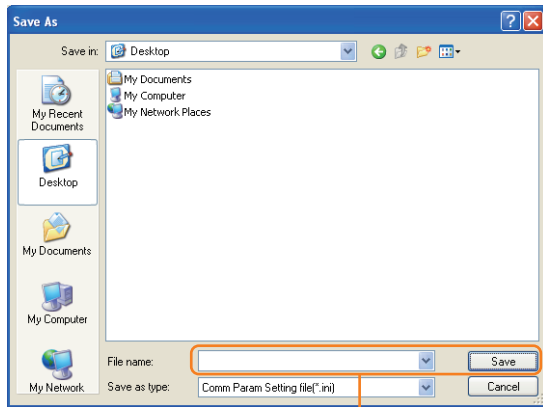 Save As
Save in: Desktop
My Recent Documents
Desktop
My Documents
My Computer
My Network
My Documents
My Computer
My Network Places
File name: Save
Save as type: Comm Param Setting file(*.ini) Cancel